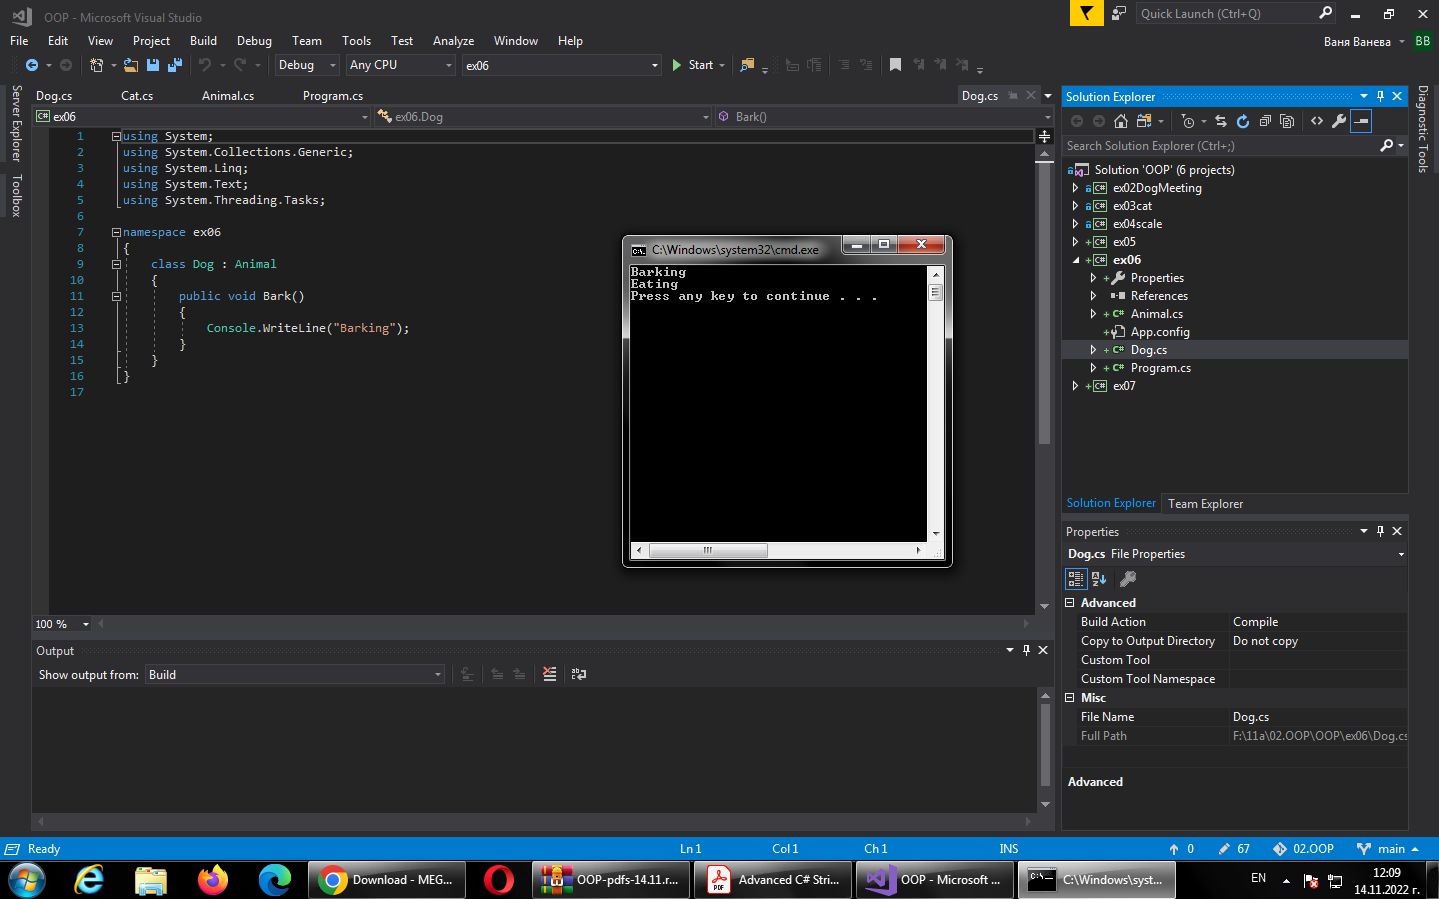 OOP - Microsoft Visual Studio
Quick Launch (Ctrl+Q)
File Edit View Project Build Debug Team Tools Test Analyze Window Help
Ваня Ванева BB
Debug Any CPU ex06 Start
Server Explorer
Toolbox
Dog.cs Cat.cs Animal.cs Program.cs Dog.cs
ex06 ex06.Dog Bark()
1 using System;
2 using System.Collections.Generic;
3 using System.Linq;
4 using System.Text;
5 using System.Threading.Tasks;
6
7 namespace ex06
8 {
9 class Dog : Animal
10 {
11 public void Bark()
12 {
13 Console.WriteLine("Barking");
14 }
15 }
16 }
17
C:\Windows\system32\cmd.exe
Barking
Eating
Press any key to continue . . .
100 %
Output
Show output from: Build
Solution Explorer
Search Solution Explorer (Ctrl+;)
Solution 'OOP' (6 projects)
ex02DogMeeting
ex03cat
ex04scale
ex05
ex06
Properties
References
Animal.cs
App.config
Dog.cs
Program.cs
ex07
Solution Explorer Team Explorer
Properties
Dog.cs File Properties
Advanced
Build Action Compile
Copy to Output Directory Do not copy
Custom Tool
Custom Tool Namespace
Misc
File Name Dog.cs
Full Path F:\11a\02.OOP\OOP\ex06\Dog.cs
Advanced
Diagnostic Tools
Ready Ln 1 Col 1 Ch 1 INS 0 67 02.OOP main
Download - MEG... OOP-pdfs-14.11.r... Advanced C# Stri... OOP - Microsoft ... C:\Windows\syst... EN 12:09
14.11.2022 г.